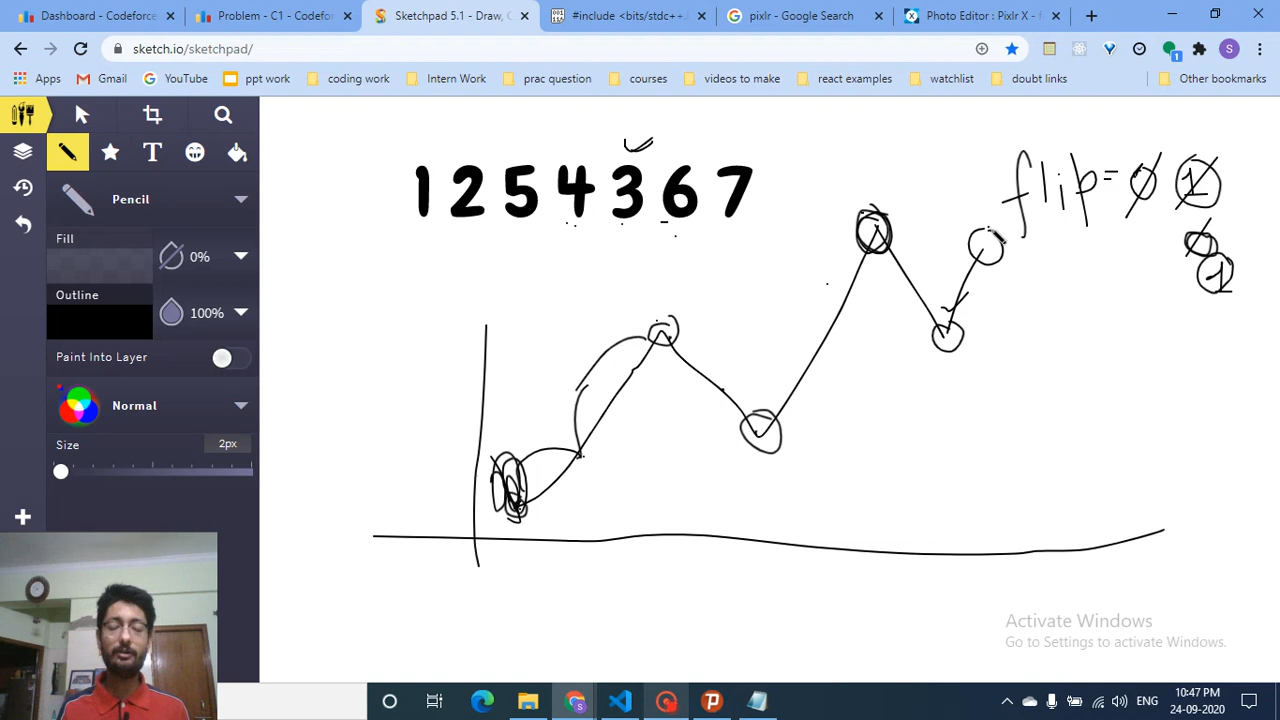 Dashboard - Codeforc
Problem - C1 - Codefor
Sketchpad 5.1 - Draw, C
#include <bits/stdc++.h
pixlr - Google Search
Photo Editor : Pixlr X - f
sketch.io/sketchpad/
S
1
Apps
Gmail
YouTube
ppt work
coding work
Intern Work
prac question
courses
videos to make
react examples
watchlist
doubt links
Other bookmarks
Pencil
Fill
0%
Outline
100%
Paint Into Layer
Normal
Size
2px
1 2 5 4 3 6 7
flip = 0 1
0
1
Activate Windows
Go to Settings to activate Windows.
ENG
10:47 PM
24-09-2020